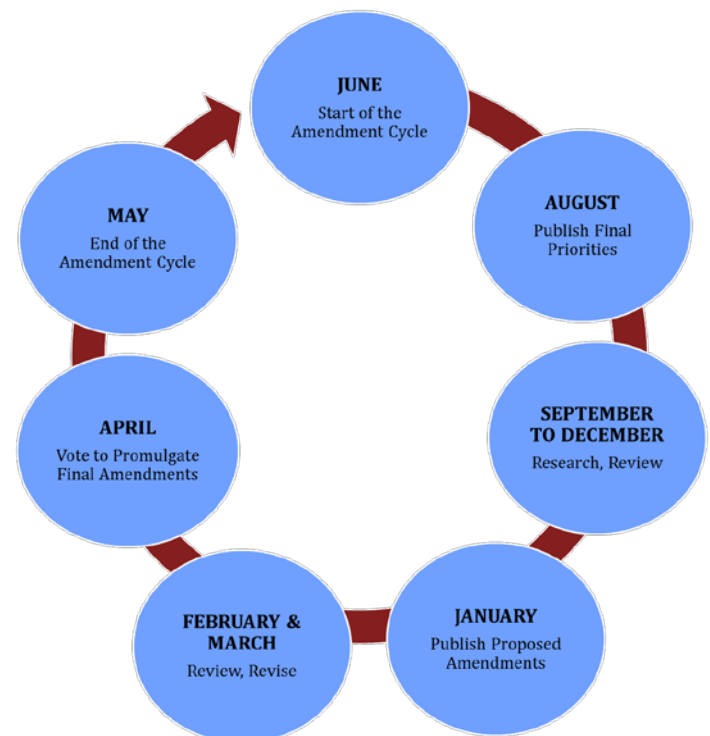 JUNE
Start of the
Amendment Cycle
AUGUST
Publish Final
Priorities
SEPTEMBER
TO DECEMBER
Research, Review
JANUARY
Publish Proposed
Amendments
FEBRUARY &
MARCH
Review, Revise
APRIL
Vote to Promulgate
Final Amendments
MAY
End of the
Amendment Cycle